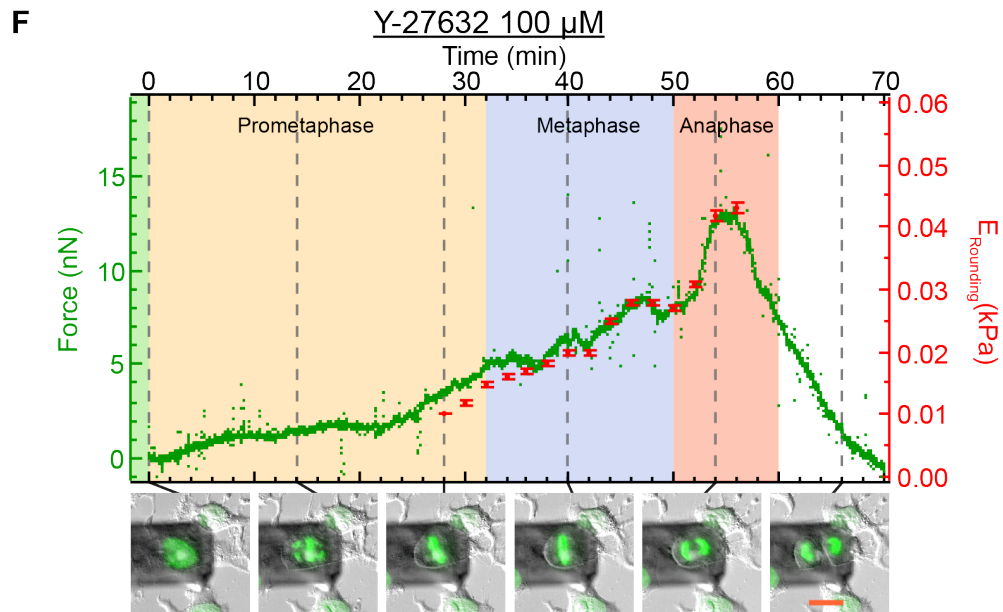 F
Y-27632 100 µM
Time (min)
0 10 20 30 40 50 60 70
Prometaphase Metaphase Anaphase
Force (nN)
15
10
5
0
E Rounding (kPa)
0.06
0.05
0.04
0.03
0.02
0.01
0.00